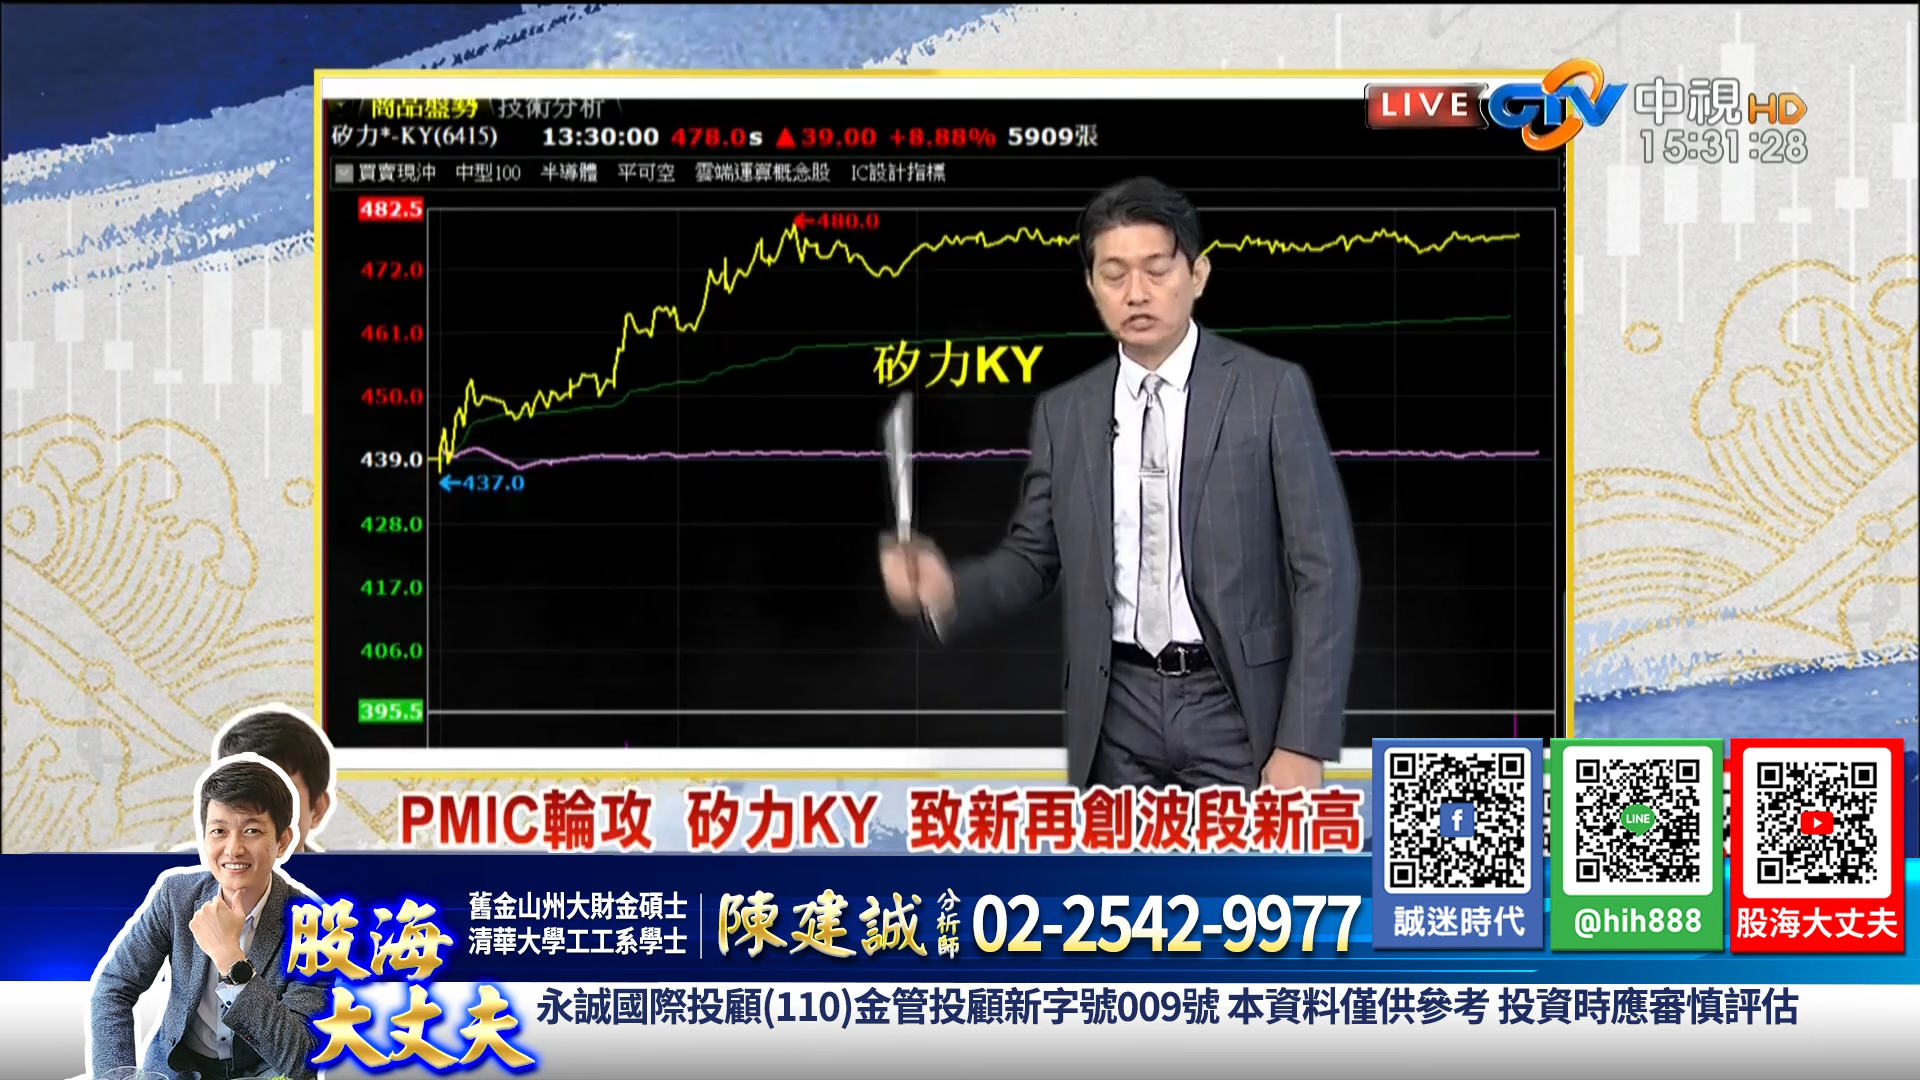 商品盤勢 技術分析
LIVE CTV 中視HD
15:31:28
矽力*-KY(6415) 13:30:00 478.0s ▲39.00 +8.88% 5909張
買賣現沖 中型100 半導體 平可空 雲端運算概念股 IC設計指標
482.5
←480.0
472.0
461.0
矽力KY
450.0
439.0
←437.0
428.0
417.0
406.0
395.5
PMIC輪攻 矽力KY 致新再創波段新高
股海大丈夫
舊金山州大財金碩士
清華大學工工系學士
陳建誠 分析師 02-2542-9977
誠迷時代
LINE
@hih888
股海大丈夫
永誠國際投顧(110)金管投顧新字號009號 本資料僅供參考 投資時應審慎評估